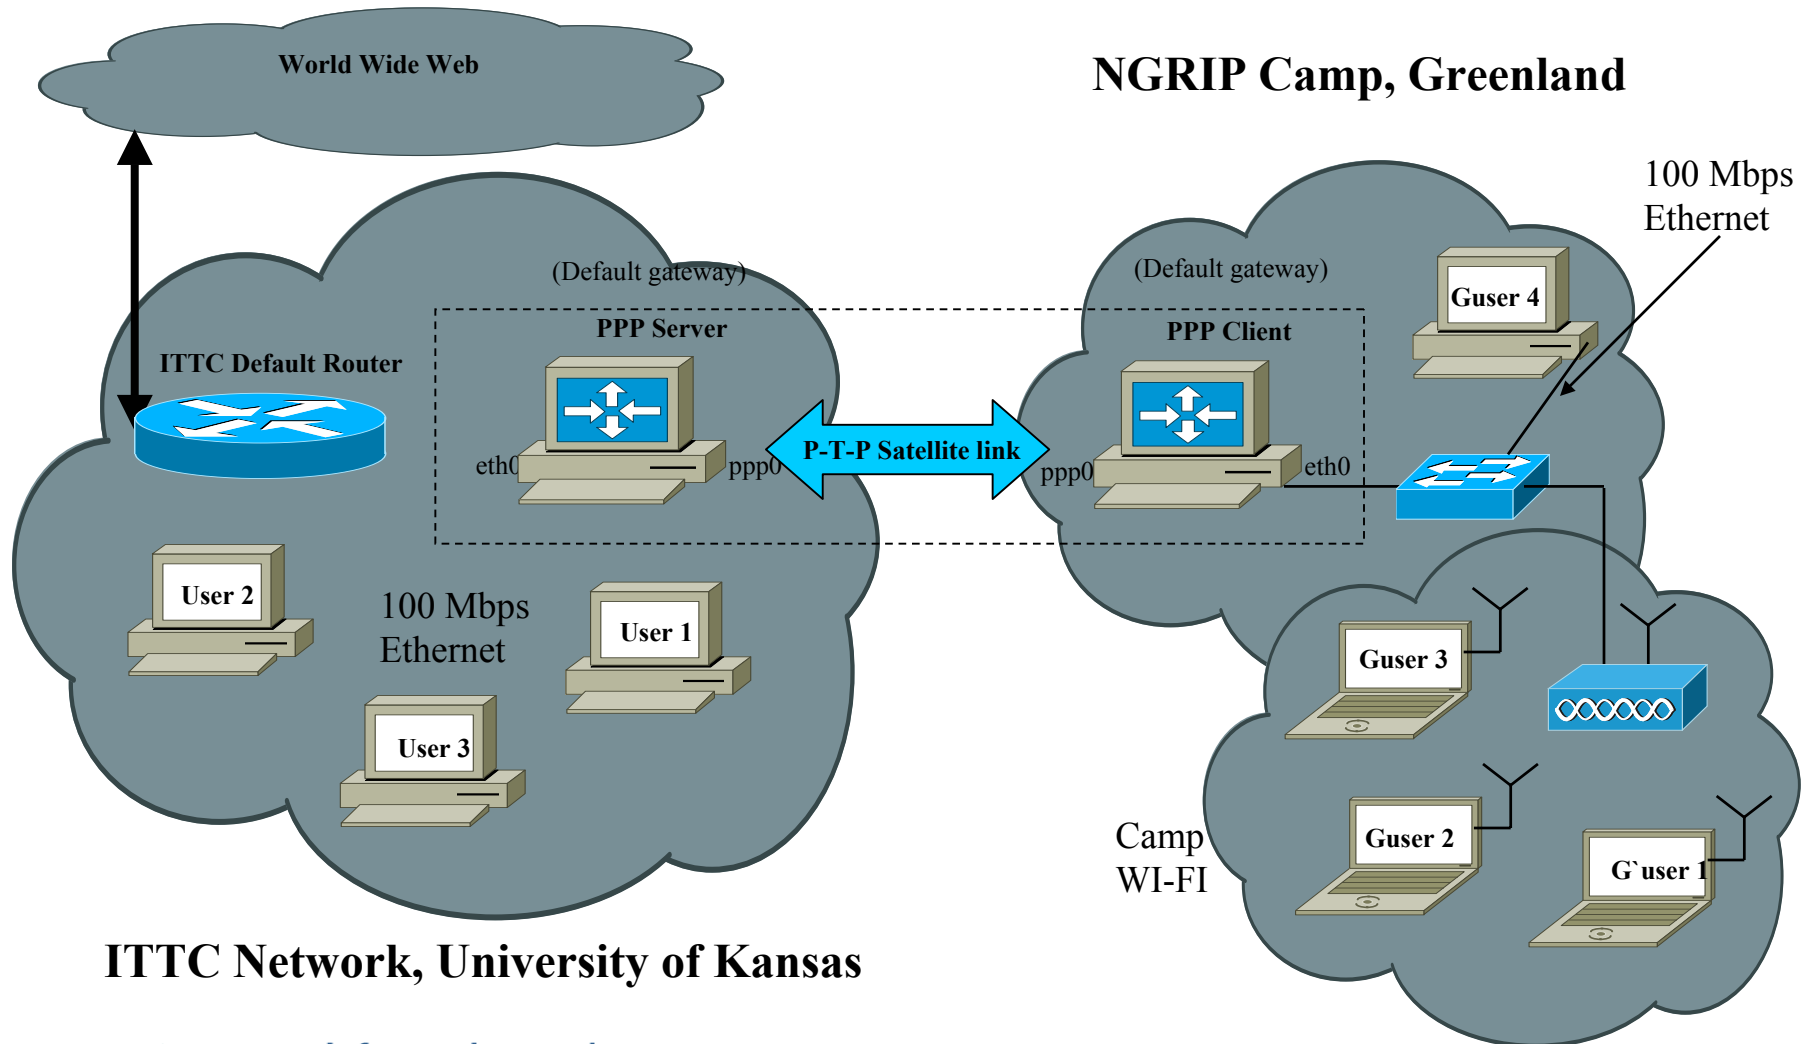 World Wide Web
NGRIP Camp, Greenland
100 Mbps
Ethernet
(Default gateway)
(Default gateway)
Guser 4
PPP Server
PPP Client
ITTC Default Router
P-T-P Satellite link
eth0
ppp0
ppp0
eth0
User 2
100 Mbps
Ethernet
User 1
Guser 3
User 3
Camp
WI-FI
Guser 2
G`user 1
ITTC Network, University of Kansas